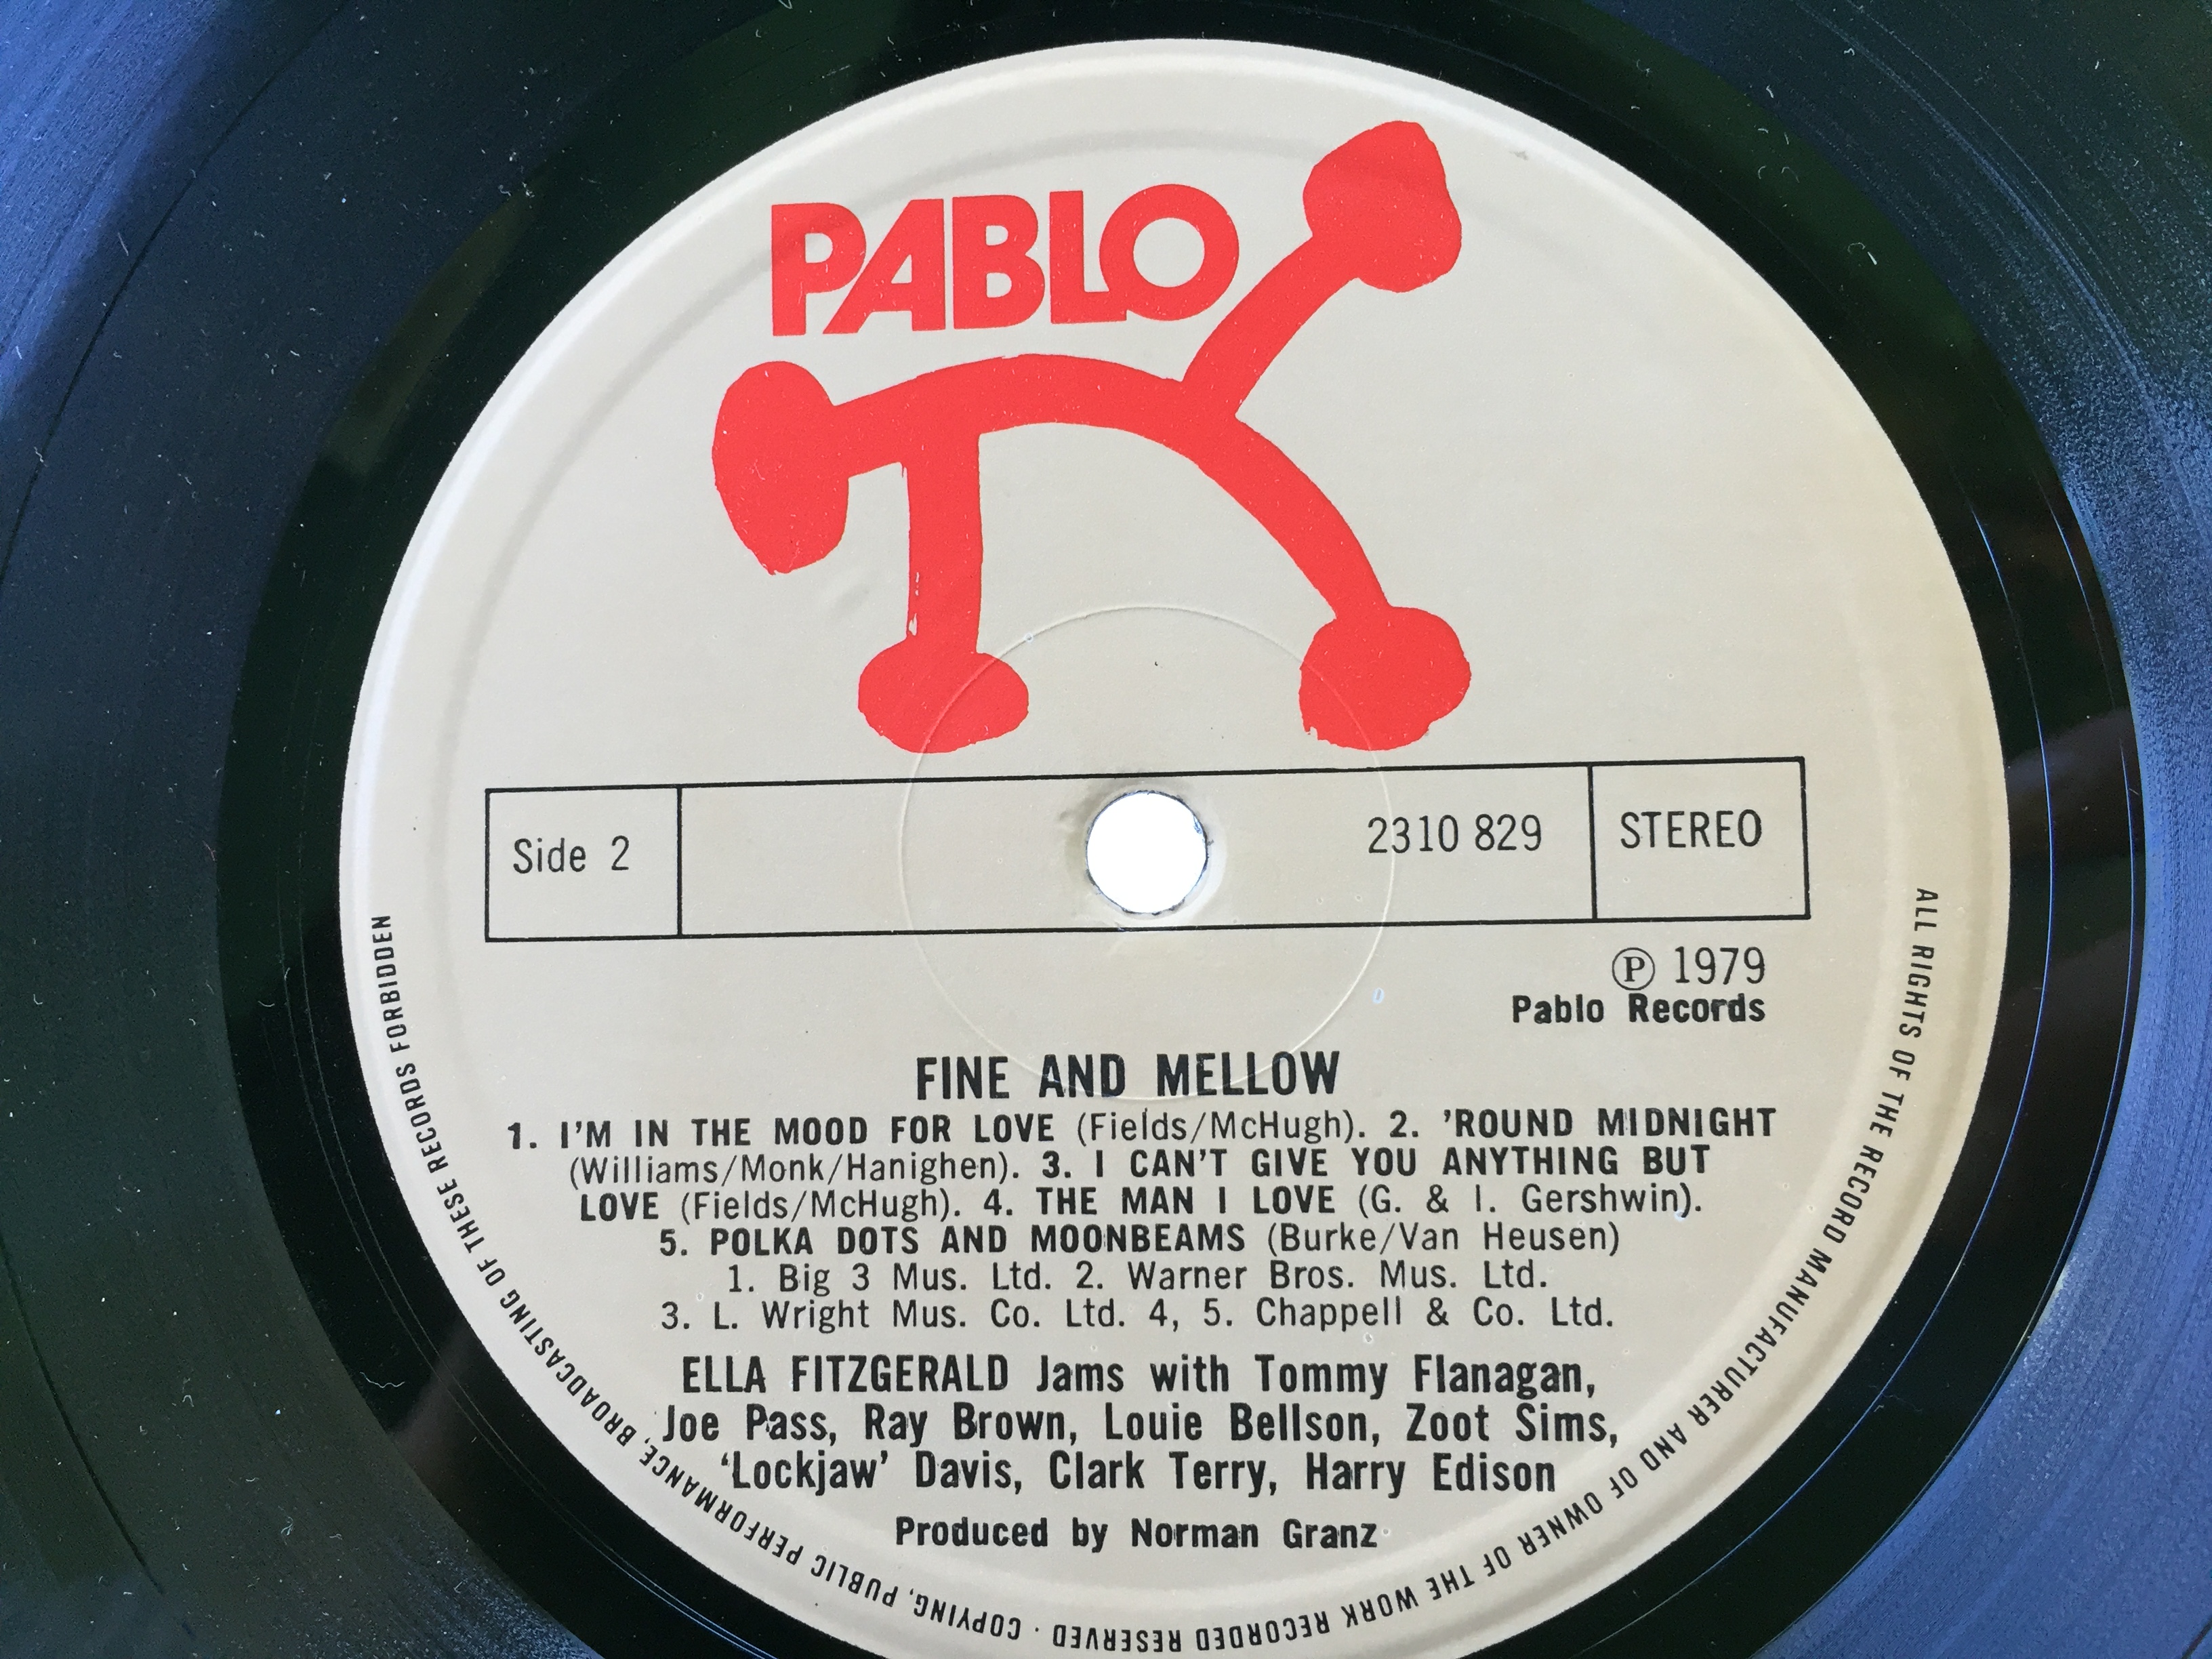 PABLO
Side 2
2310 829
STEREO
Ⓟ 1979
Pablo Records
FINE AND MELLOW
1. I'M IN THE MOOD FOR LOVE (Fields/McHugh). 2. 'ROUND MIDNIGHT
(Williams/Monk/Hanighen). 3. I CAN'T GIVE YOU ANYTHING BUT
LOVE (Fields/McHugh). 4. THE MAN I LOVE (G. & I. Gershwin).
5. POLKA DOTS AND MOONBEAMS (Burke/Van Heusen)
1. Big 3 Mus. Ltd. 2. Warner Bros. Mus. Ltd.
3. L. Wright Mus. Co. Ltd. 4, 5. Chappell & Co. Ltd.
ELLA FITZGERALD Jams with Tommy Flanagan,
Joe Pass, Ray Brown, Louie Bellson, Zoot Sims,
'Lockjaw' Davis, Clark Terry, Harry Edison
Produced by Norman Granz
ALL RIGHTS OF THE RECORD MANUFACTURER AND OF OWNER OF THE WORK RECORDED RESERVED · COPYING, PUBLIC PERFORMANCE, BROADCASTING OF THESE RECORDS FORBIDDEN